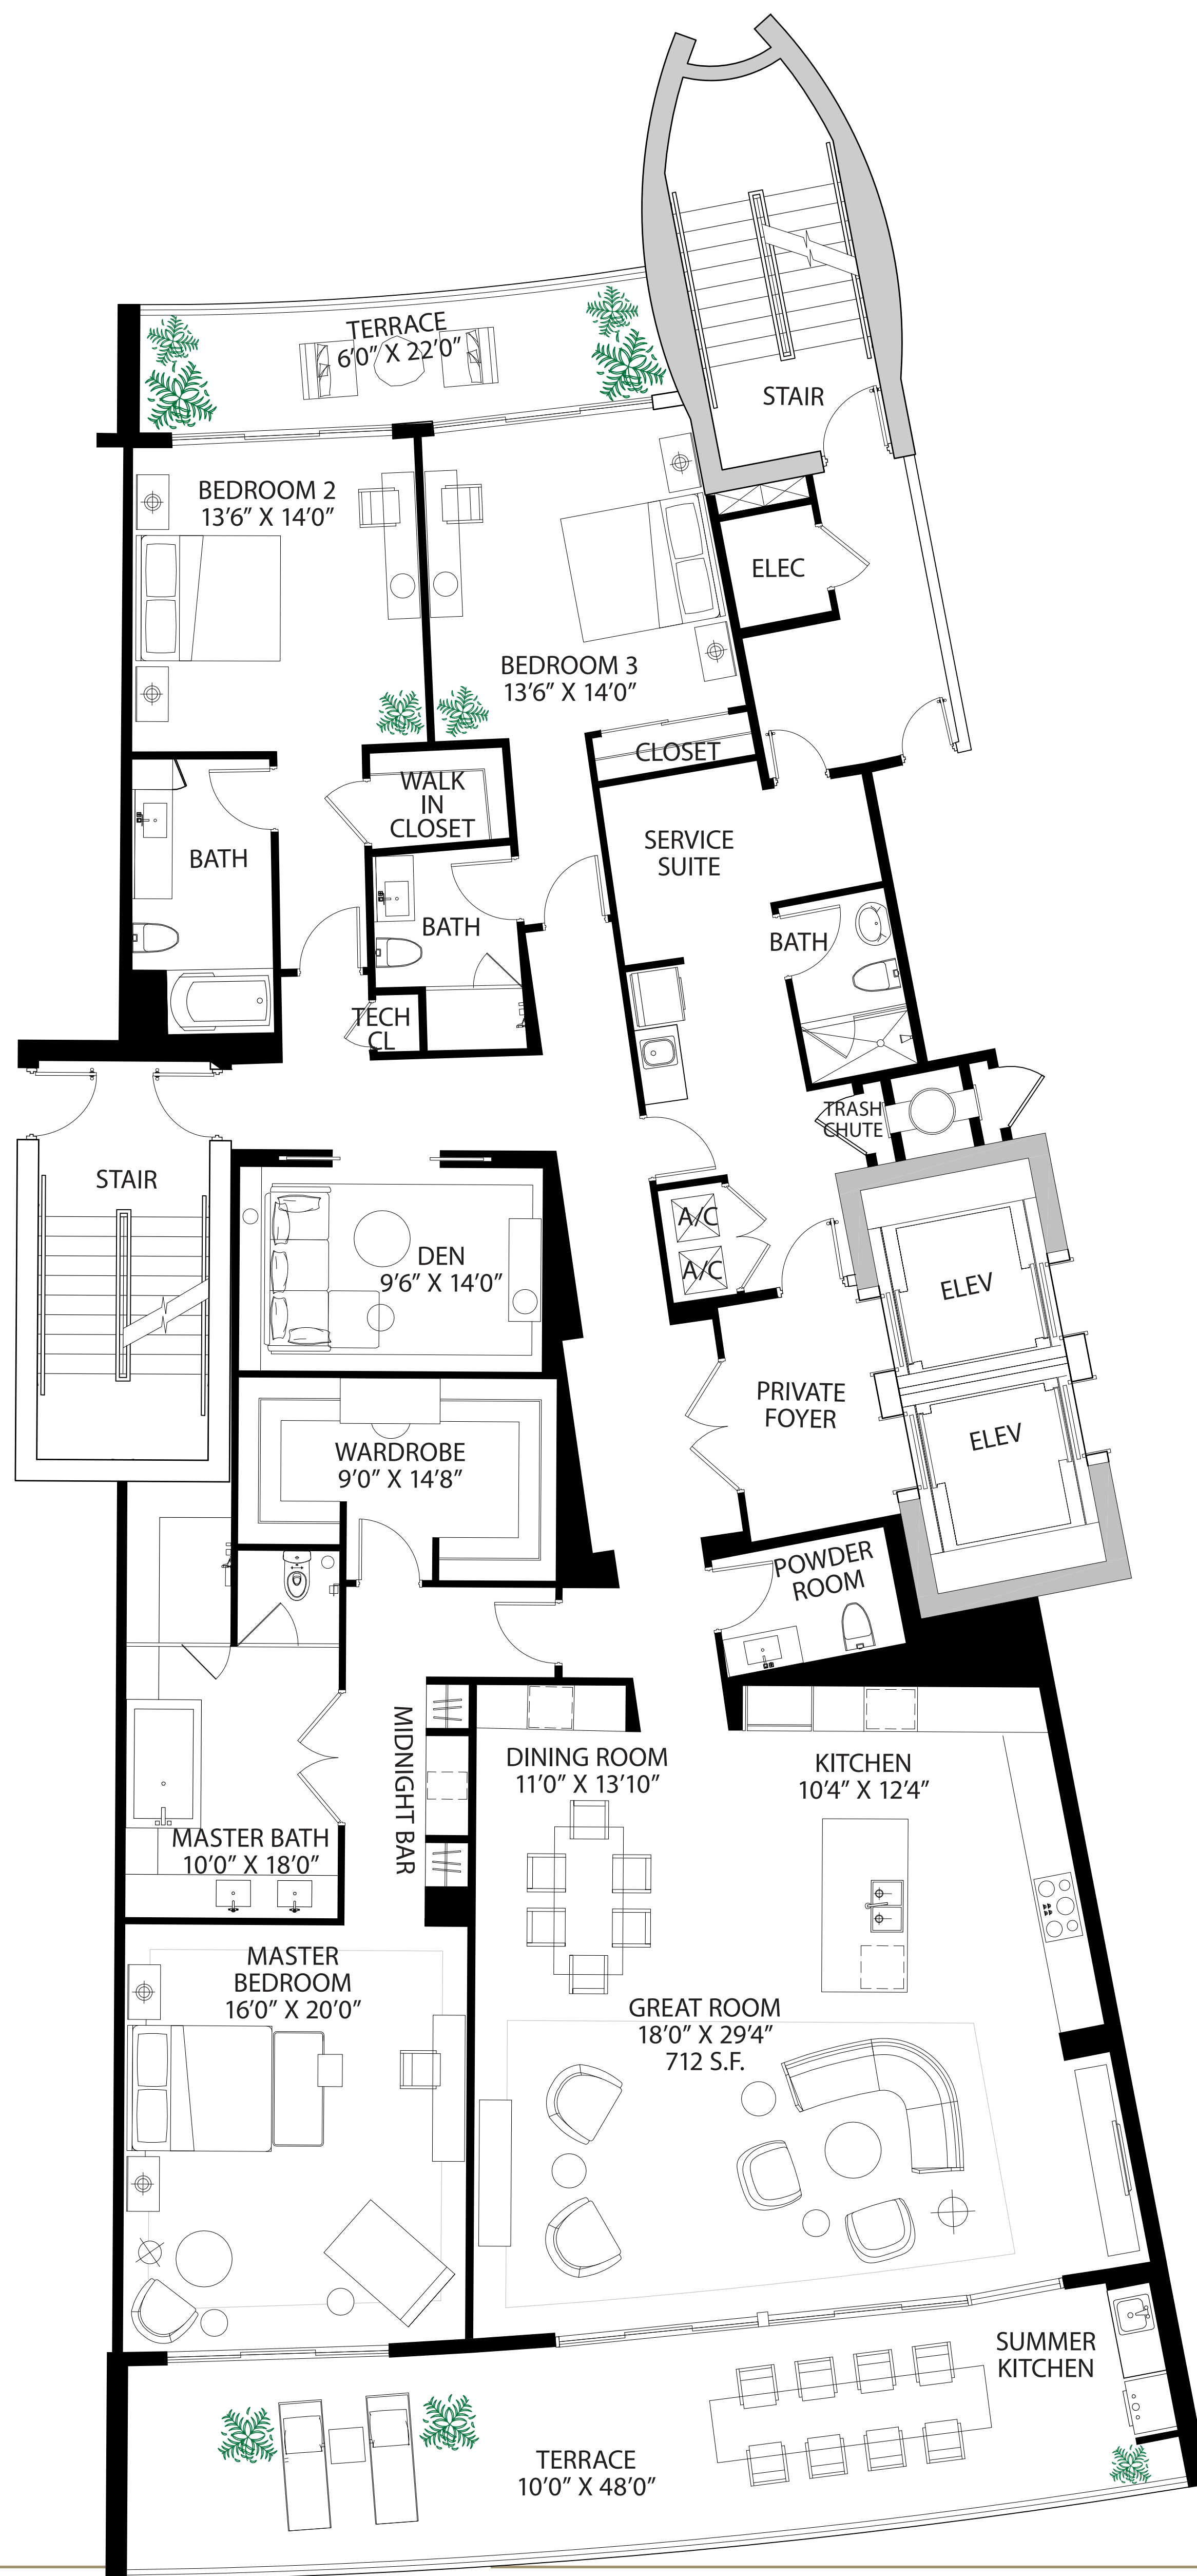 TERRACE
6’0” X 22’0”
STAIR
BEDROOM 2
13’6” X 14’0”
ELEC
BEDROOM 3
13’6” X 14’0”
CLOSET
WALK
IN
CLOSET
BATH
SERVICE
SUITE
BATH
BATH
TECH
CL
TRASH
CHUTE
STAIR
A/C
A/C
DEN
9’6” X 14’0”
ELEV
PRIVATE
FOYER
ELEV
WARDROBE
9’0” X 14’8”
POWDER
ROOM
MIDNIGHT BAR
DINING ROOM
11’0” X 13’10”
KITCHEN
10’4” X 12’4”
MASTER BATH
10’0” X 18’0”
MASTER
BEDROOM
16’0” X 20’0”
GREAT ROOM
18’0” X 29’4”
712 S.F.
SUMMER
KITCHEN
TERRACE
10’0” X 48’0”